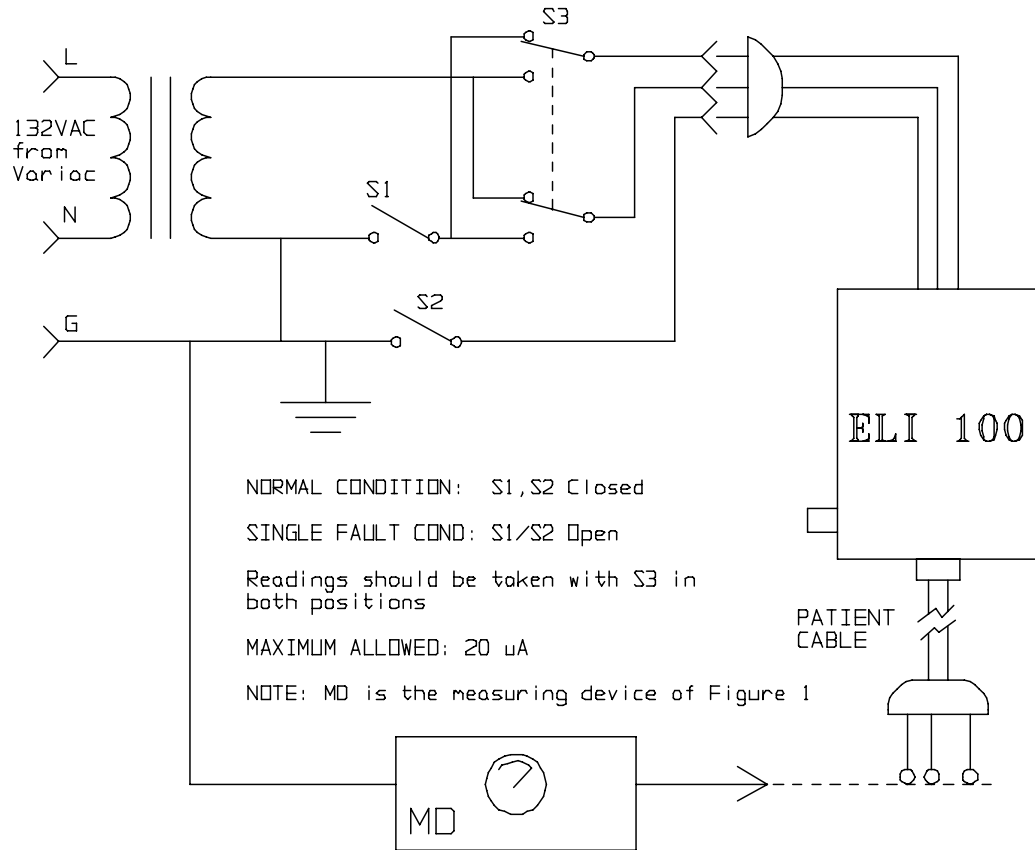 S3
L
132VAC
from
Variac
N
S1
G
S2
ELI 100
NORMAL CONDITION: S1,S2 Closed
SINGLE FAULT COND: S1/S2 Open
Readings should be taken with S3 in
both positions
MAXIMUM ALLOWED: 20 uA
NOTE: MD is the measuring device of Figure 1
PATIENT
CABLE
MD